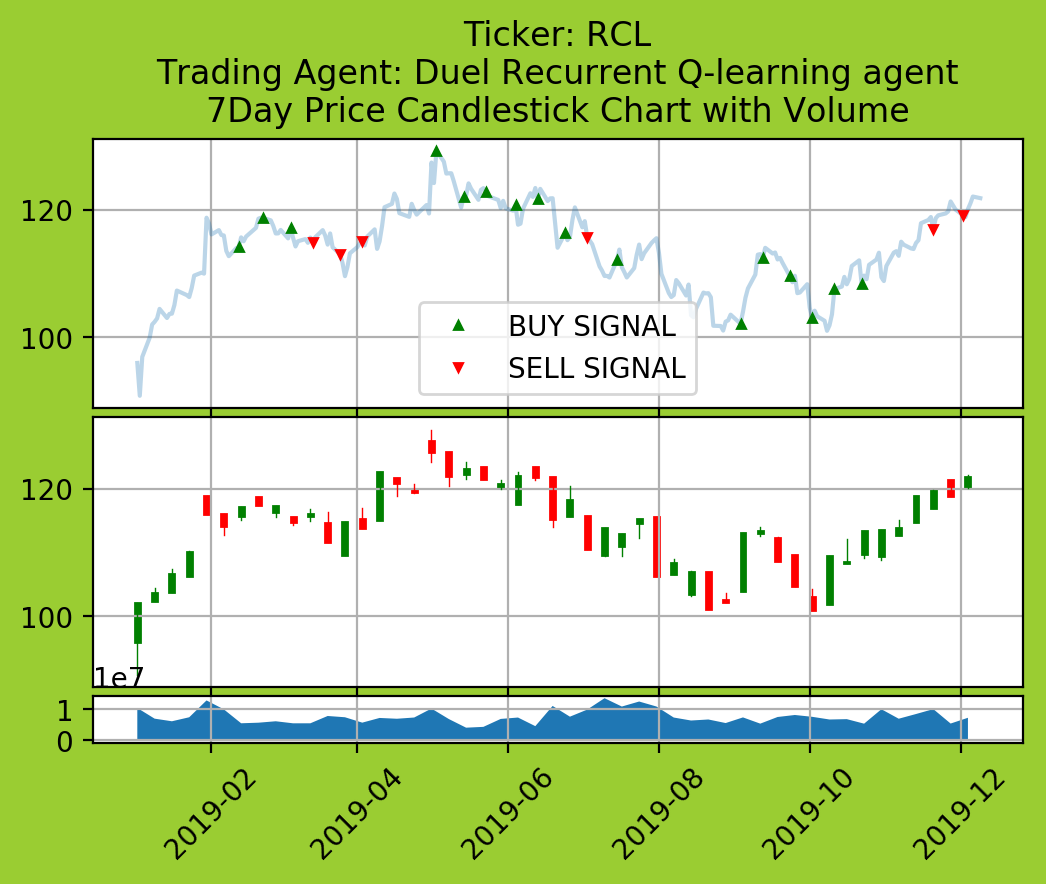 Ticker: RCL
Trading Agent: Duel Recurrent Q-learning agent
7Day Price Candlestick Chart with Volume
120
100
BUY SIGNAL
SELL SIGNAL
120
100
1e7
1
0
2019-02
2019-04
2019-06
2019-08
2019-10
2019-12